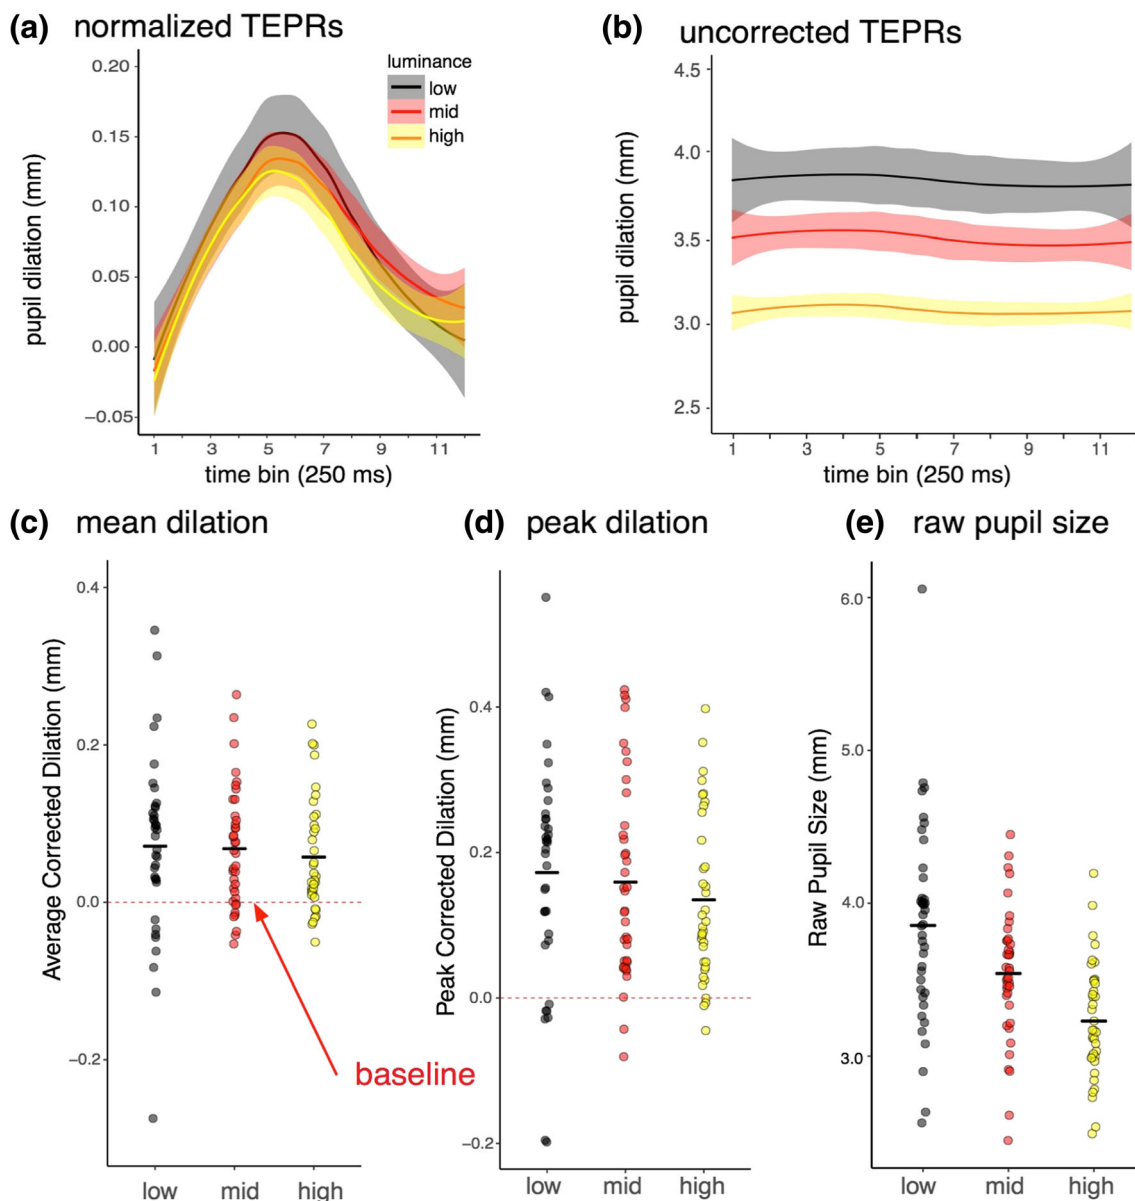 (a) normalized TEPRs
0.20
0.15
0.10
0.05
0.00
−0.05
pupil dilation (mm)
luminance
low
mid
high
1 3 5 7 9 11
time bin (250 ms)
(b) uncorrected TEPRs
4.5
4.0
3.5
3.0
2.5
pupil dilation (mm)
1 3 5 7 9 11
time bin (250 ms)
(c) mean dilation
0.4
0.2
0.0
−0.2
Average Corrected Dilation (mm)
baseline
low mid high
(d) peak dilation
0.4
0.2
0.0
−0.2
Peak Corrected Dilation (mm)
low mid high
(e) raw pupil size
6.0
5.0
4.0
3.0
Raw Pupil Size (mm)
low mid high